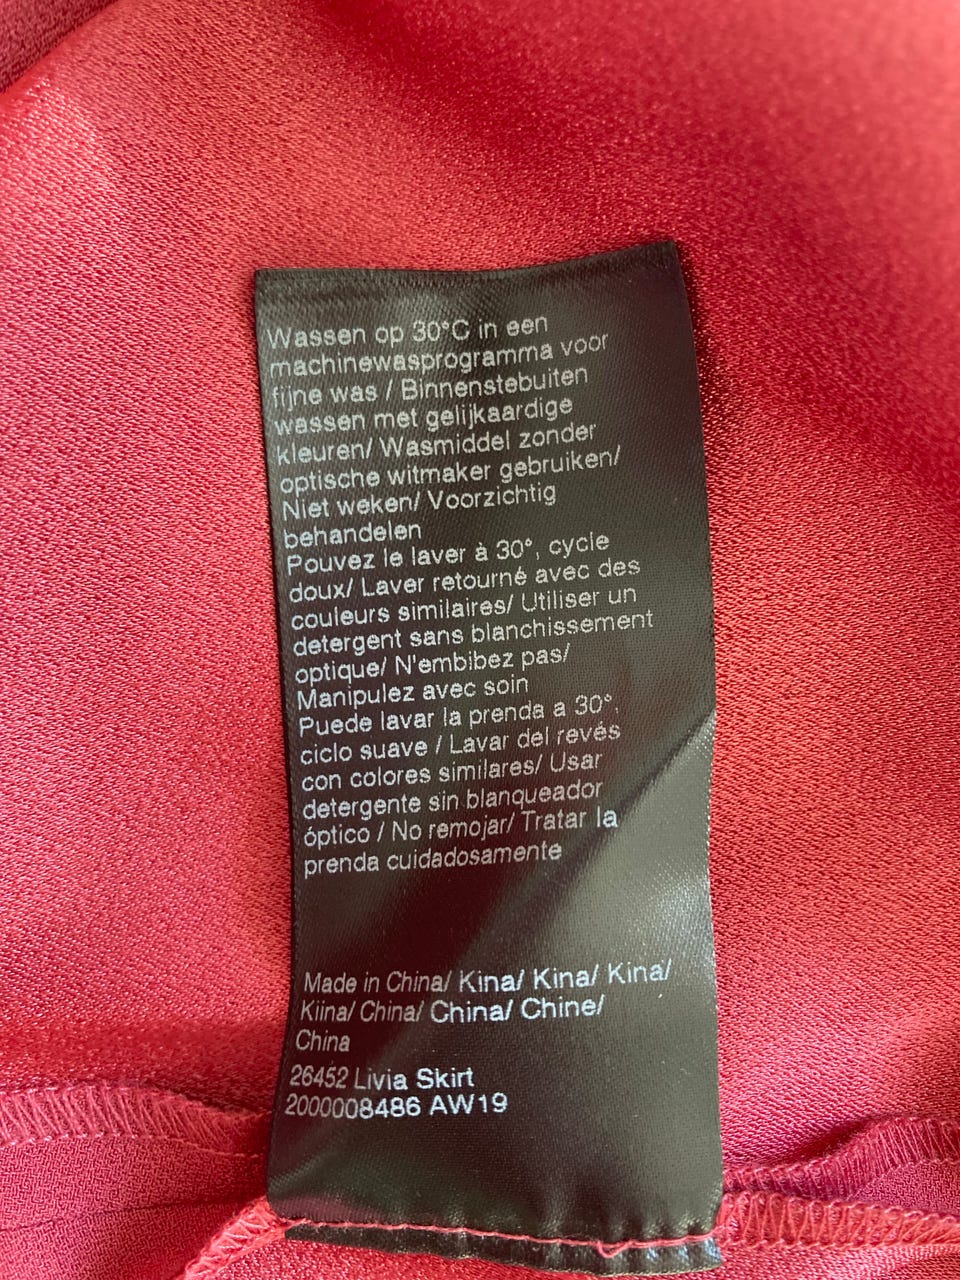 Wassen op 30°C in een
machinewasprogramma voor
fijne was / Binnenstebuiten
wassen met gelijkaardige
kleuren/ Wasmiddel zonder
optische witmaker gebruiken/
Niet weken/ Voorzichtig
behandelen
Pouvez le laver à 30°, cycle
doux/ Laver retourné avec des
couleurs similaires/ Utiliser un
detergent sans blanchissement
optique/ N'embibez pas/
Manipulez avec soin
Puede lavar la prenda a 30°,
ciclo suave / Lavar del revés
con colores similares/ Usar
detergente sin blanqueador
óptico / No remojar/ Tratar la
prenda cuidadosamente
Made in China/ Kina/ Kina/ Kina/
Kiina/ China/ China/ Chine/
China
26452 Livia Skirt
2000008486 AW19